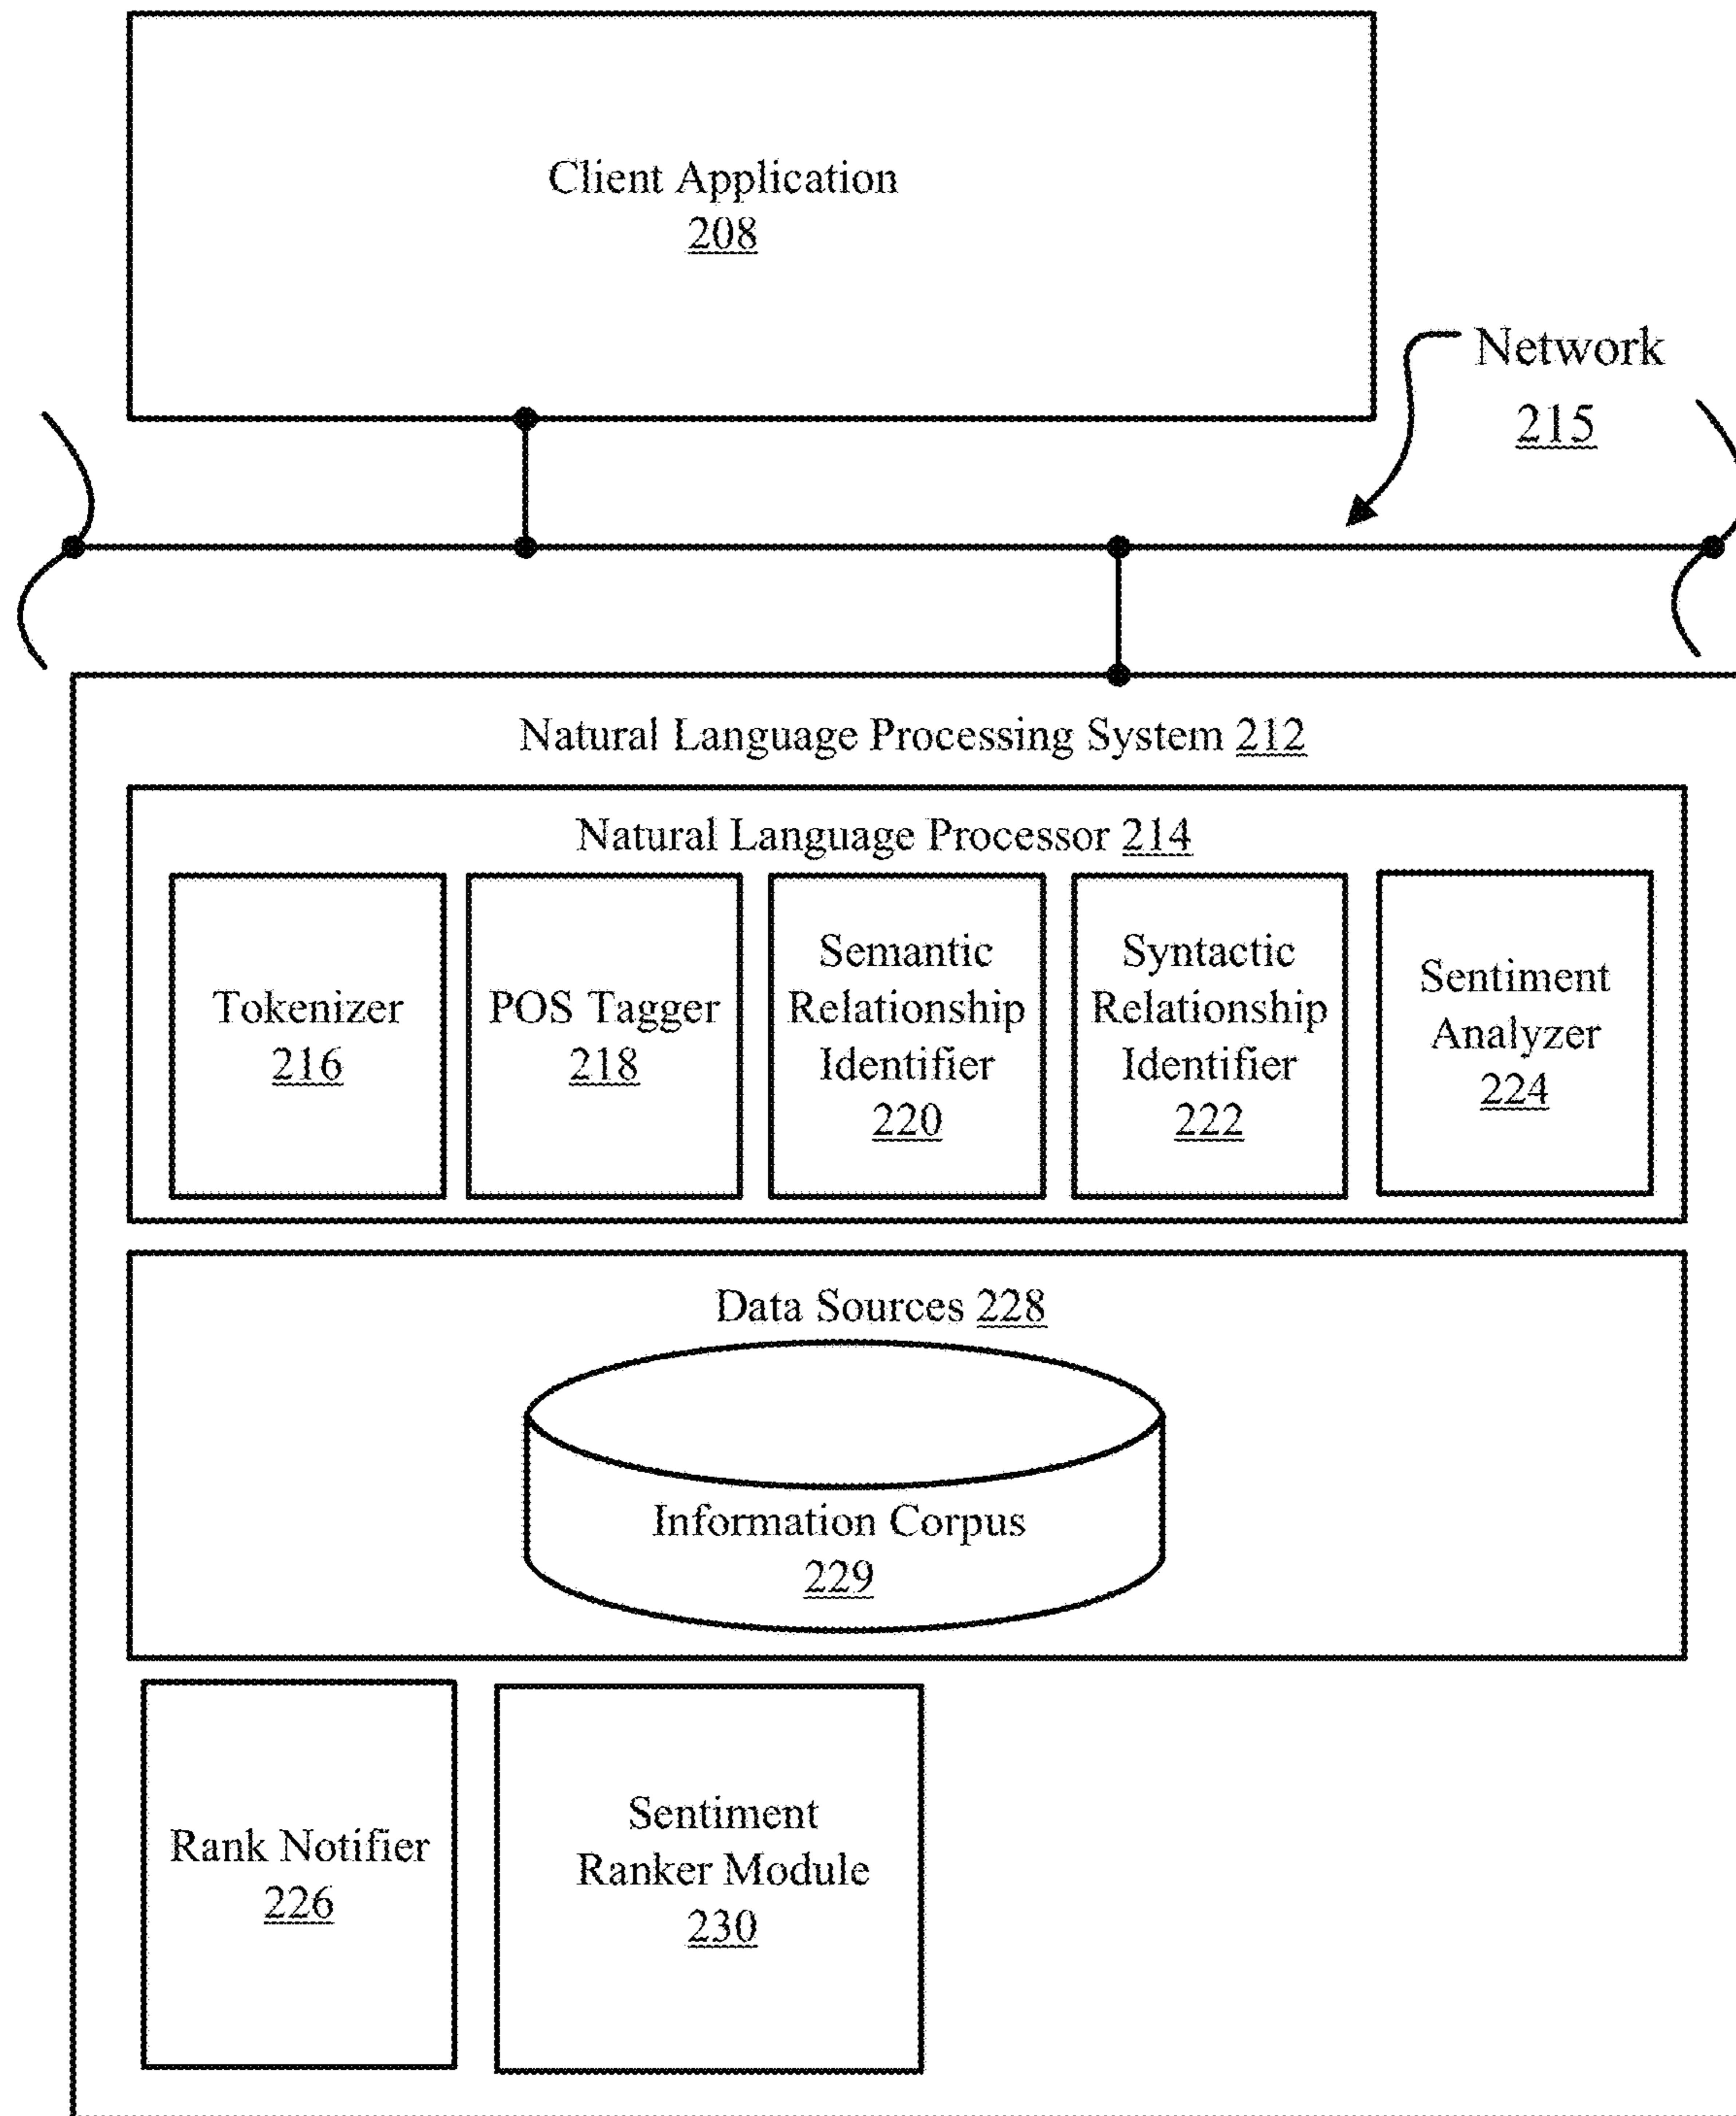 Client Application
208
Network
215
Natural Language Processing System 212
Natural Language Processor 214
Tokenizer
216
POS Tagger
218
Semantic
Relationship
Identifier
220
Syntactic
Relationship
Identifier
222
Sentiment
Analyzer
224
Data Sources 228
Information Corpus
229
Rank Notifier
226
Sentiment
Ranker Module
230